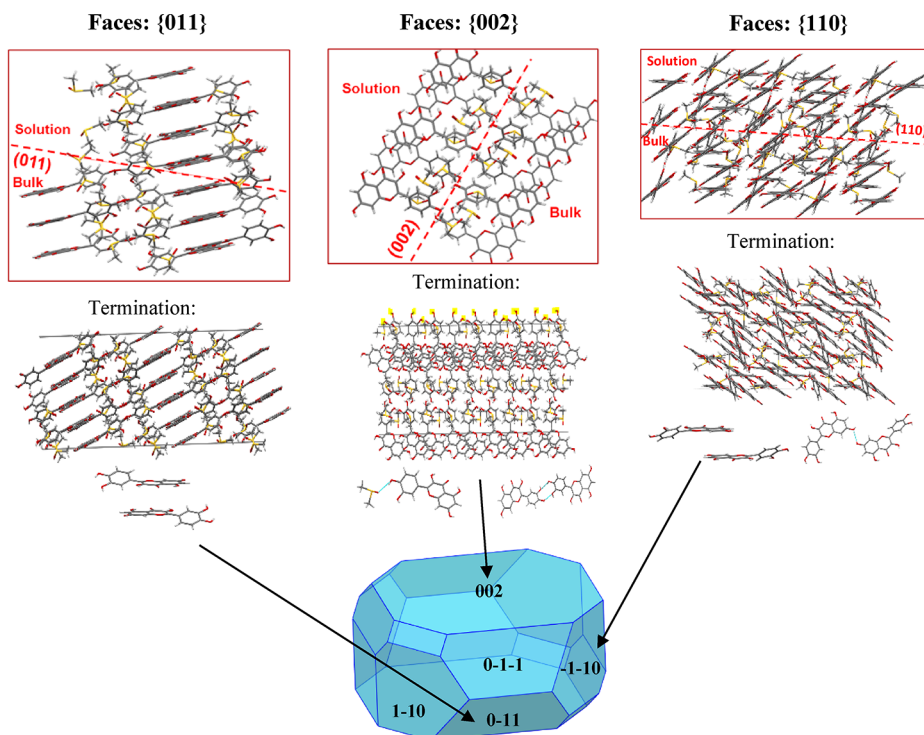 Faces: {011}
Faces: {002}
Faces: {110}
Solution
(011)
Bulk
Solution
(002)
Bulk
Solution
Bulk
(110)
Termination:
Termination:
Termination:
002
0-1-1
-1-10
1-10
0-11